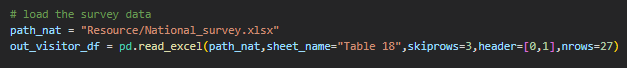 # load the survey data
path_nat = "Resource/National_survey.xlsx"
out_visitor_df = pd.read_excel(path_nat,sheet_name="Table 18",skiprows=3,header=[0,1],nrows=27)